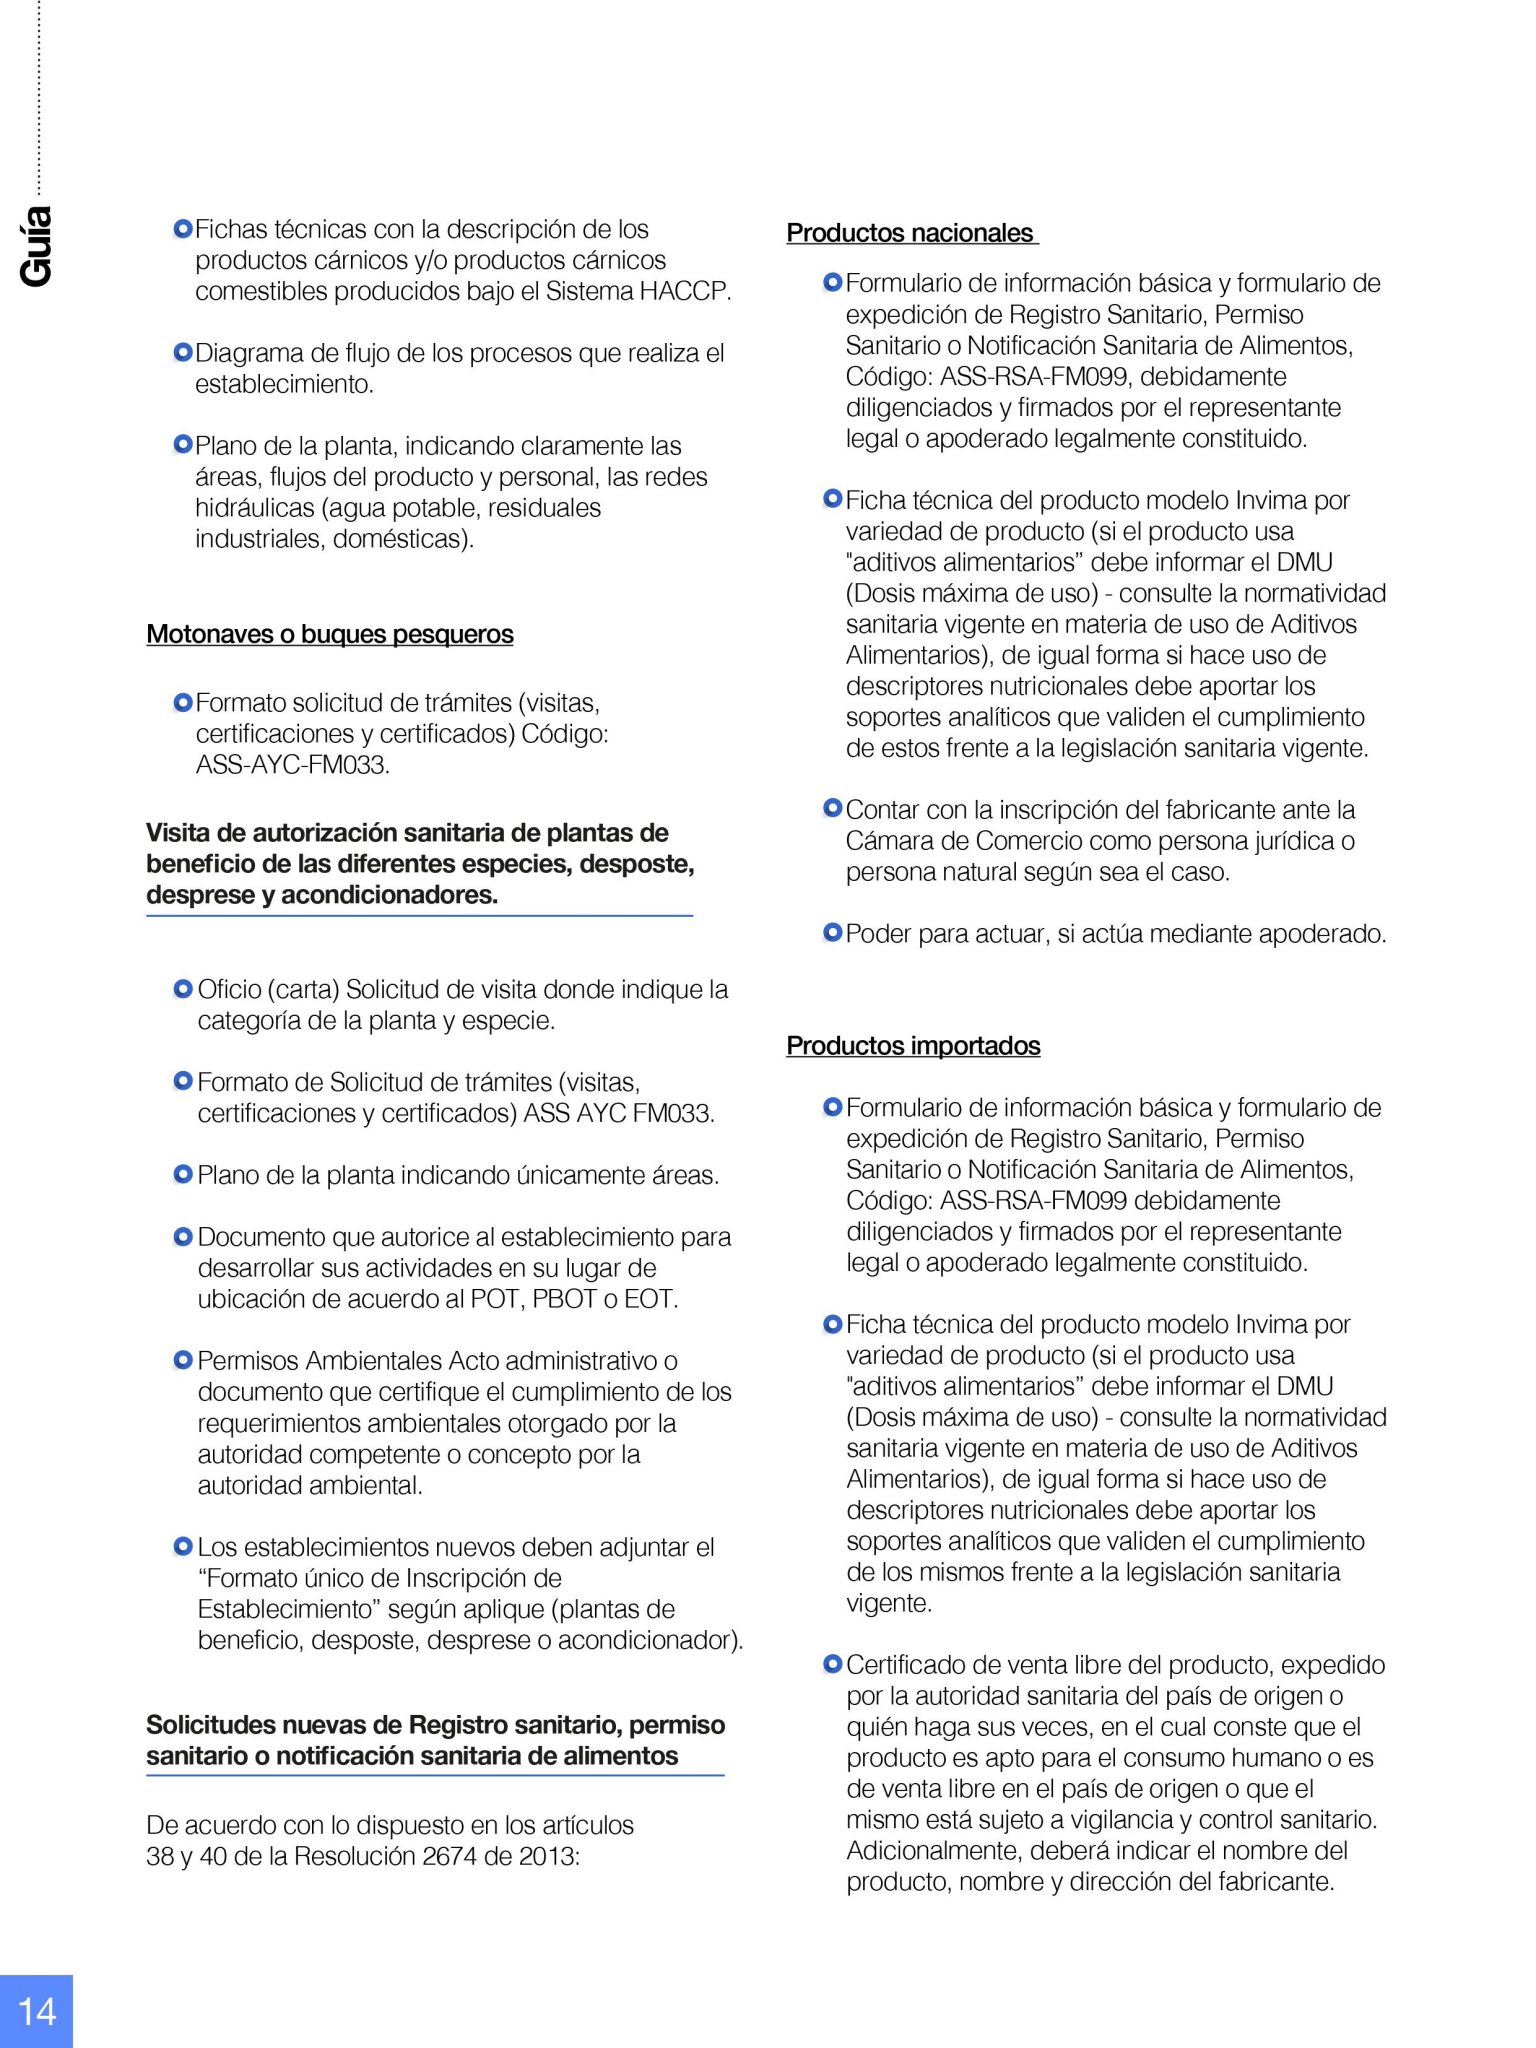 Guía
Fichas técnicas con la descripción de los
productos cárnicos y/o productos cárnicos
comestibles producidos bajo el Sistema HACCP.
Diagrama de flujo de los procesos que realiza el
establecimiento.
Plano de la planta, indicando claramente las
áreas, flujos del producto y personal, las redes
hidráulicas (agua potable, residuales
industriales, domésticas).
Motonaves o buques pesqueros
Formato solicitud de trámites (visitas,
certificaciones y certificados) Código:
ASS-AYC-FM033.
Visita de autorización sanitaria de plantas de
beneficio de las diferentes especies, desposte,
desprese y acondicionadores.
Oficio (carta) Solicitud de visita donde indique la
categoría de la planta y especie.
Formato de Solicitud de trámites (visitas,
certificaciones y certificados) ASS AYC FM033.
Plano de la planta indicando únicamente áreas.
Documento que autorice al establecimiento para
desarrollar sus actividades en su lugar de
ubicación de acuerdo al POT, PBOT o EOT.
Permisos Ambientales Acto administrativo o
documento que certifique el cumplimiento de los
requerimientos ambientales otorgado por la
autoridad competente o concepto por la
autoridad ambiental.
Los establecimientos nuevos deben adjuntar el
“Formato único de Inscripción de
Establecimiento” según aplique (plantas de
beneficio, desposte, desprese o acondicionador).
Solicitudes nuevas de Registro sanitario, permiso
sanitario o notificación sanitaria de alimentos
De acuerdo con lo dispuesto en los artículos
38 y 40 de la Resolución 2674 de 2013:
Productos nacionales
Formulario de información básica y formulario de
expedición de Registro Sanitario, Permiso
Sanitario o Notificación Sanitaria de Alimentos,
Código: ASS-RSA-FM099, debidamente
diligenciados y firmados por el representante
legal o apoderado legalmente constituido.
Ficha técnica del producto modelo Invima por
variedad de producto (si el producto usa
"aditivos alimentarios” debe informar el DMU
(Dosis máxima de uso) - consulte la normatividad
sanitaria vigente en materia de uso de Aditivos
Alimentarios), de igual forma si hace uso de
descriptores nutricionales debe aportar los
soportes analíticos que validen el cumplimiento
de estos frente a la legislación sanitaria vigente.
Contar con la inscripción del fabricante ante la
Cámara de Comercio como persona jurídica o
persona natural según sea el caso.
Poder para actuar, si actúa mediante apoderado.
Productos importados
Formulario de información básica y formulario de
expedición de Registro Sanitario, Permiso
Sanitario o Notificación Sanitaria de Alimentos,
Código: ASS-RSA-FM099 debidamente
diligenciados y firmados por el representante
legal o apoderado legalmente constituido.
Ficha técnica del producto modelo Invima por
variedad de producto (si el producto usa
"aditivos alimentarios” debe informar el DMU
(Dosis máxima de uso) - consulte la normatividad
sanitaria vigente en materia de uso de Aditivos
Alimentarios), de igual forma si hace uso de
descriptores nutricionales debe aportar los
soportes analíticos que validen el cumplimiento
de los mismos frente a la legislación sanitaria
vigente.
Certificado de venta libre del producto, expedido
por la autoridad sanitaria del país de origen o
quién haga sus veces, en el cual conste que el
producto es apto para el consumo humano o es
de venta libre en el país de origen o que el
mismo está sujeto a vigilancia y control sanitario.
Adicionalmente, deberá indicar el nombre del
producto, nombre y dirección del fabricante.
14